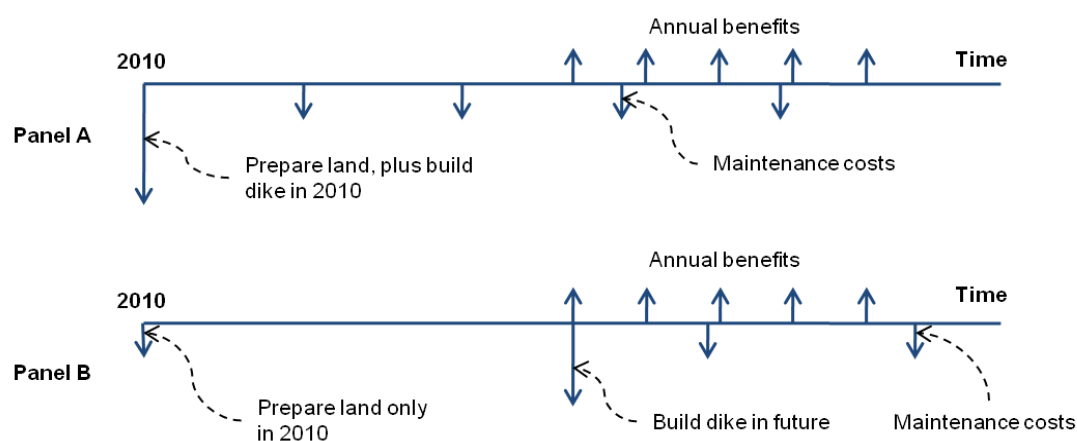 Annual benefits
2010
Time
Panel A
Prepare land, plus build
dike in 2010
Maintenance costs
Annual benefits
2010
Time
Panel B
Prepare land only
in 2010
Build dike in future
Maintenance costs